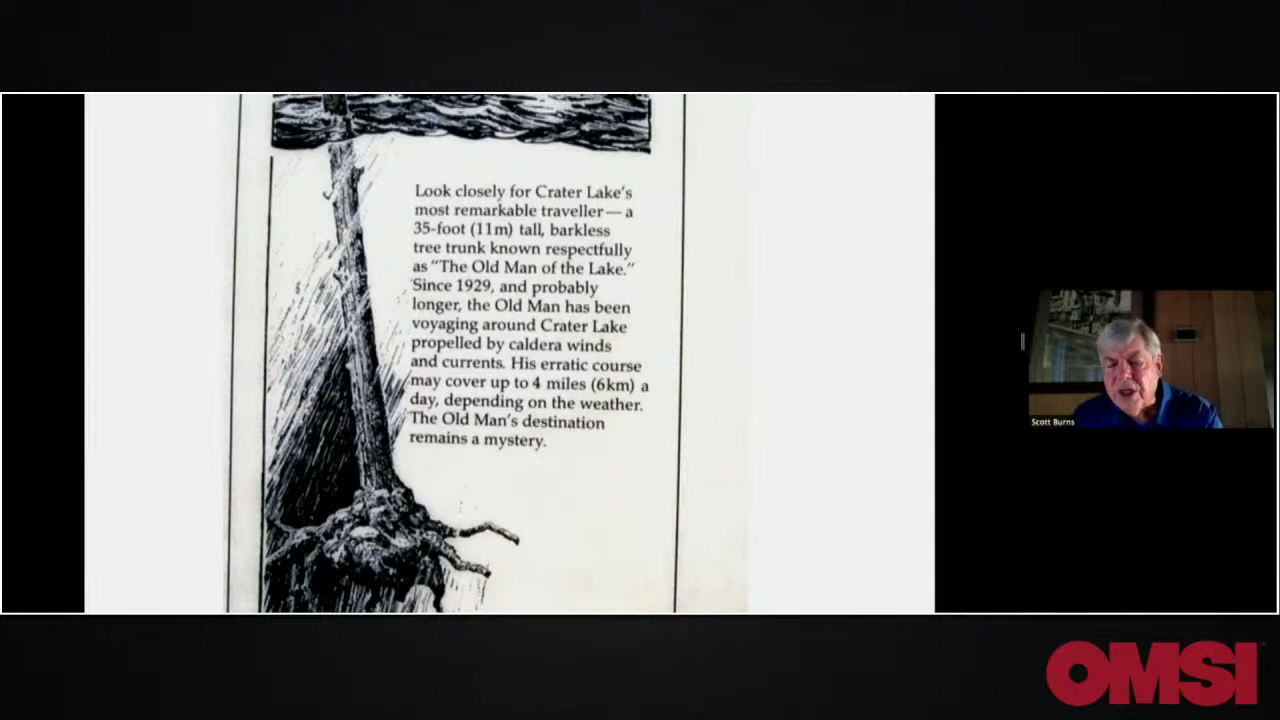 Look closely for Crater Lake's
most remarkable traveller — a
35-foot (11m) tall, barkless
tree trunk known respectfully
as "The Old Man of the Lake."
Since 1929, and probably
longer, the Old Man has been
voyaging around Crater Lake
propelled by caldera winds
and currents. His erratic course
may cover up to 4 miles (6km) a
day, depending on the weather.
The Old Man's destination
remains a mystery.
Scott Burns
OMSI